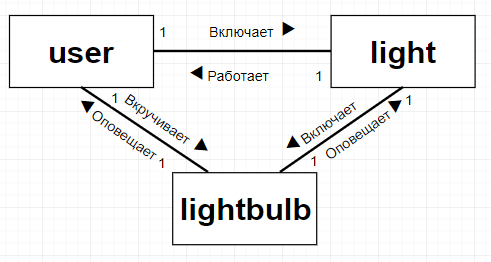 user
1
Включает ►
light
◄ Работает
1
1
Вкручивает ►
◄ Оповещает
1
◄ Включает
Оповещает ►
1
1
lightbulb